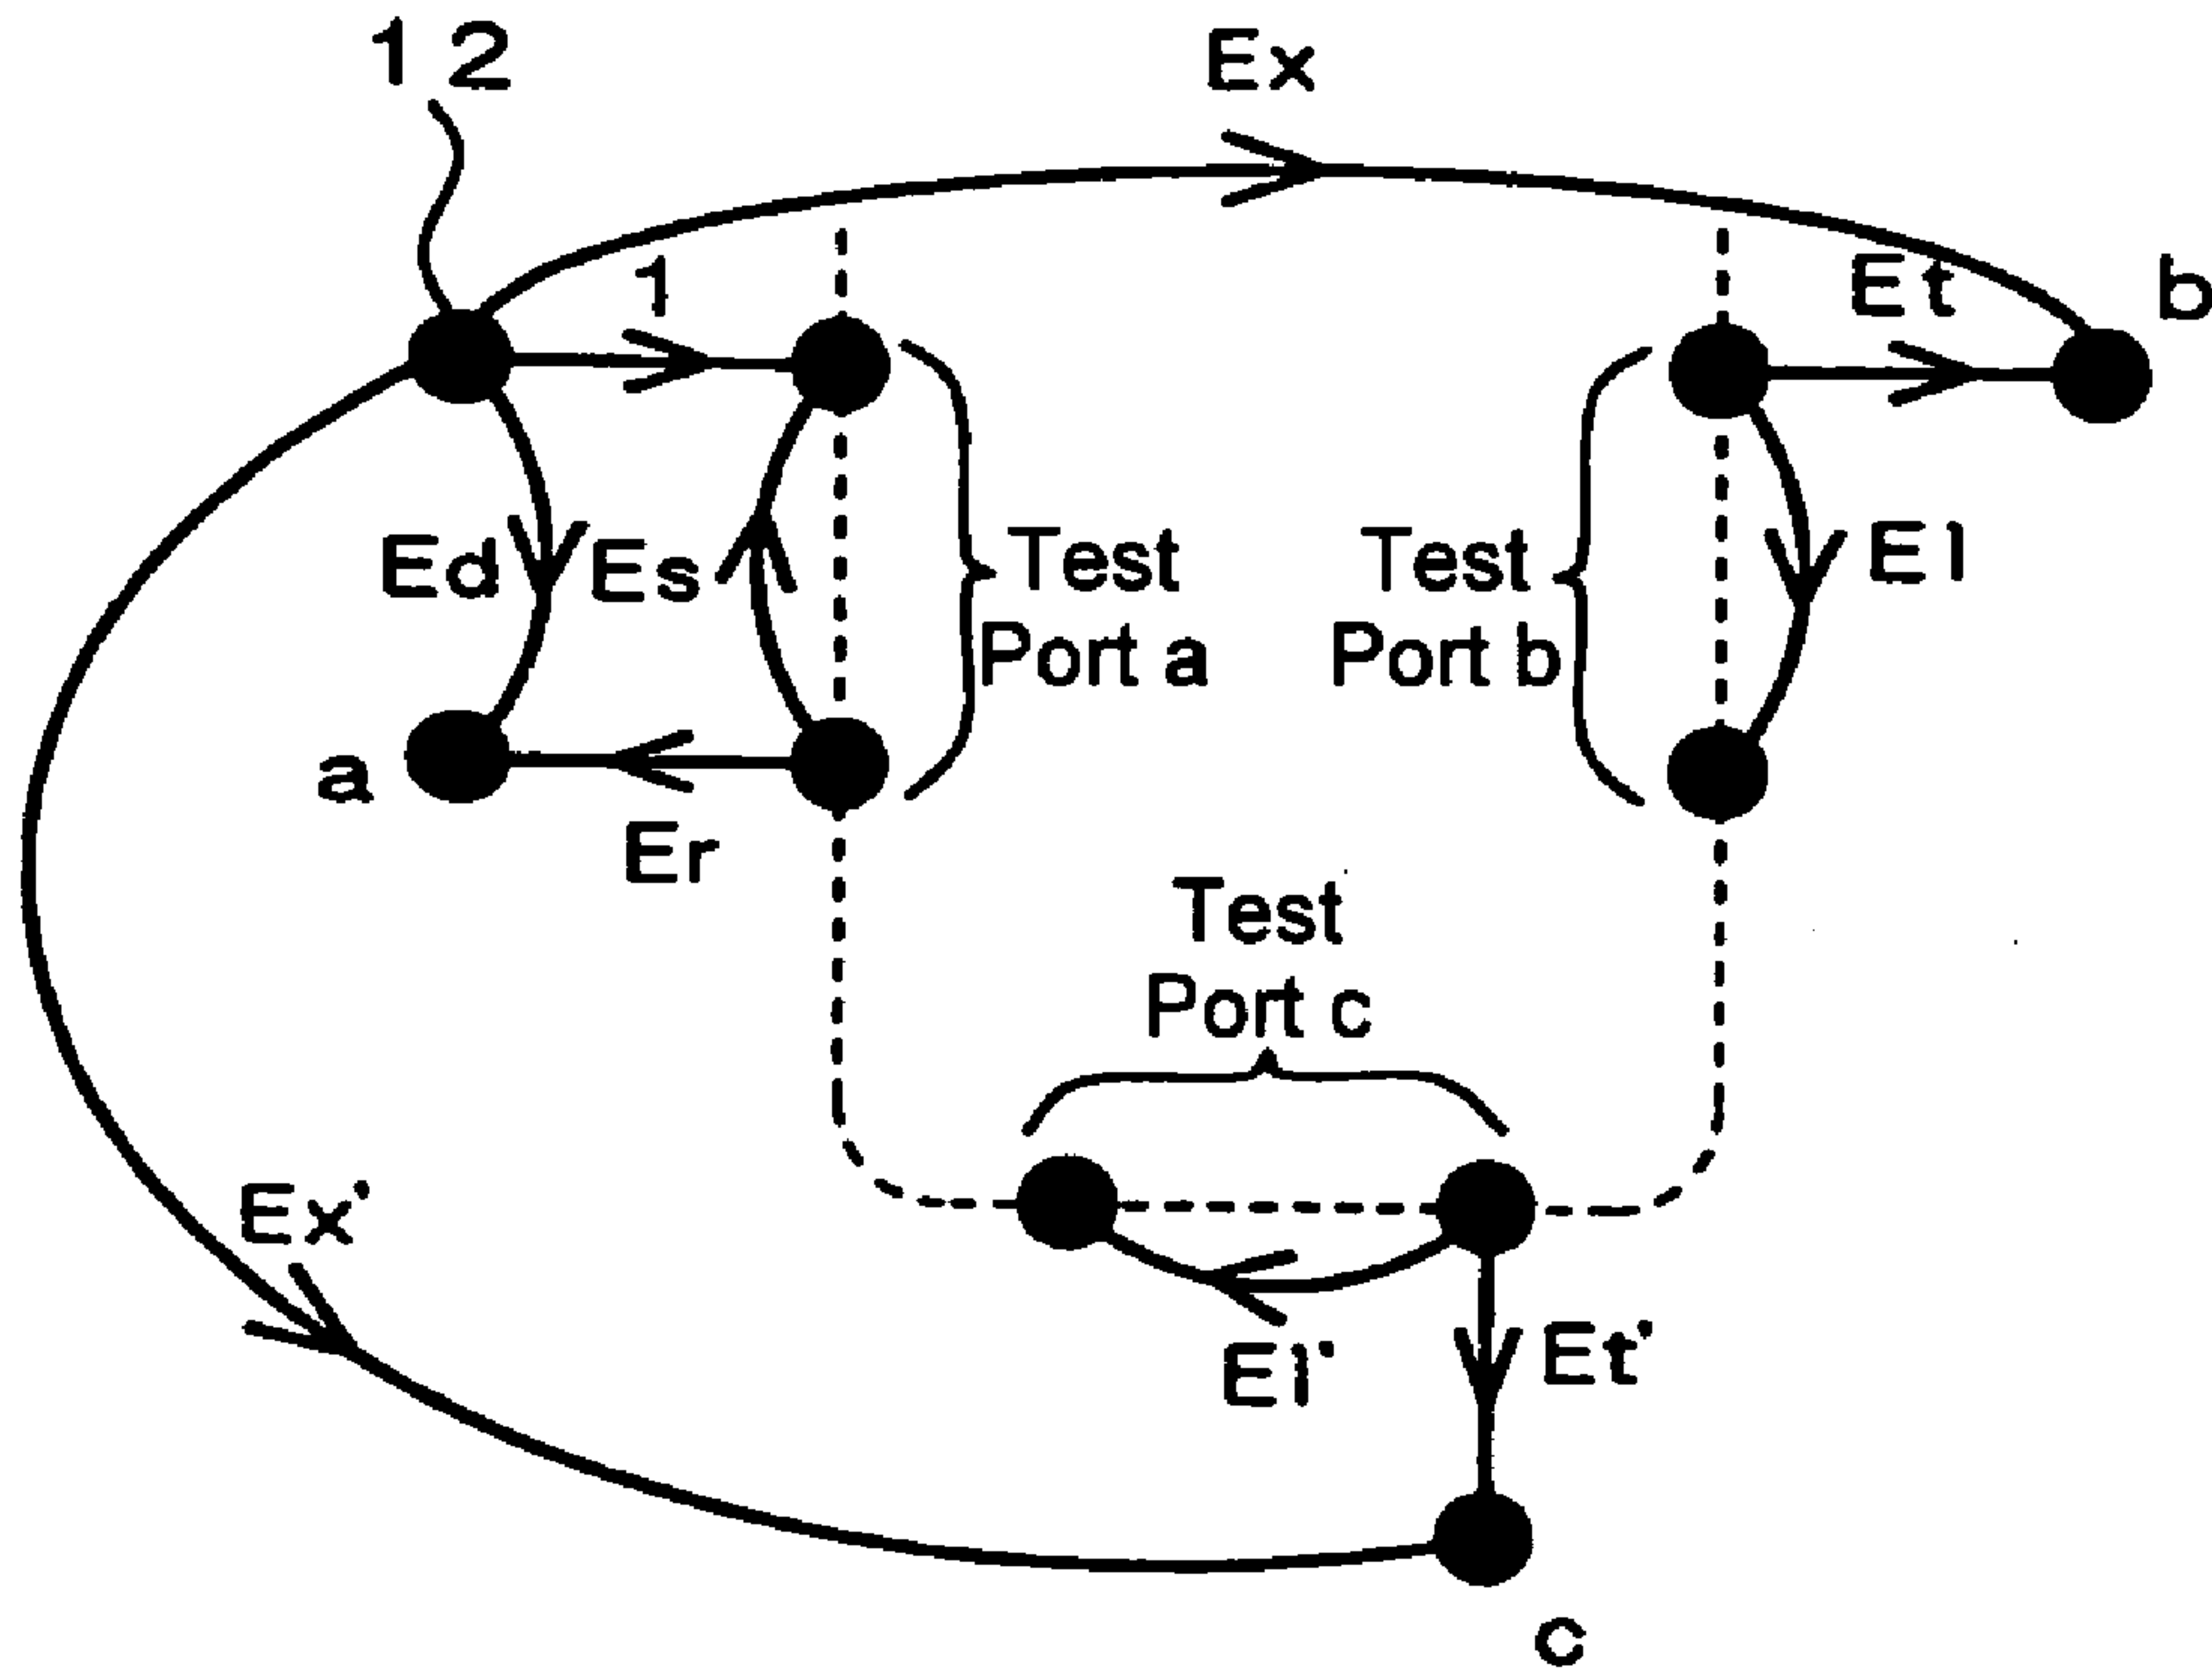 12
Ex
1
Et
b
Ed
Es
Test
Port a
Test
Port b
El
a
Er
Test
Port c
Ex'
El'
Et'
c